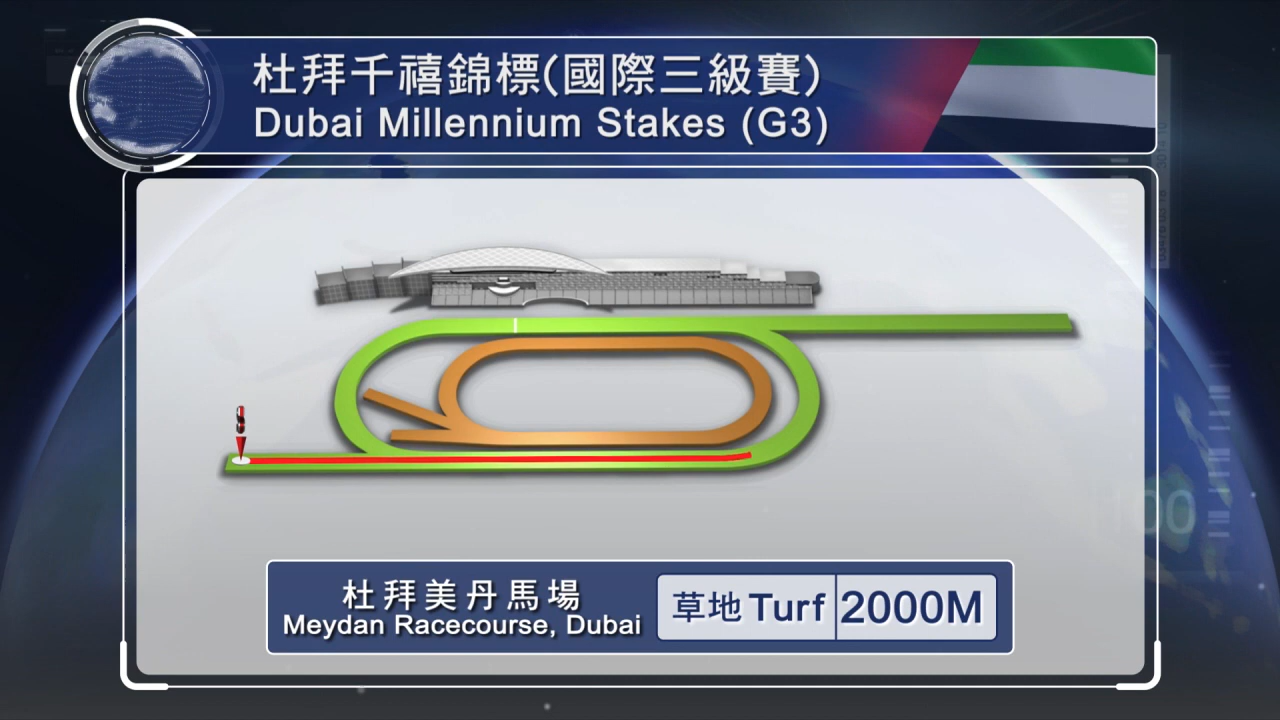 杜拜千禧錦標(國際三級賽)
Dubai Millennium Stakes (G3)
S
杜拜美丹馬場
Meydan Racecourse, Dubai
草地 Turf 2000M